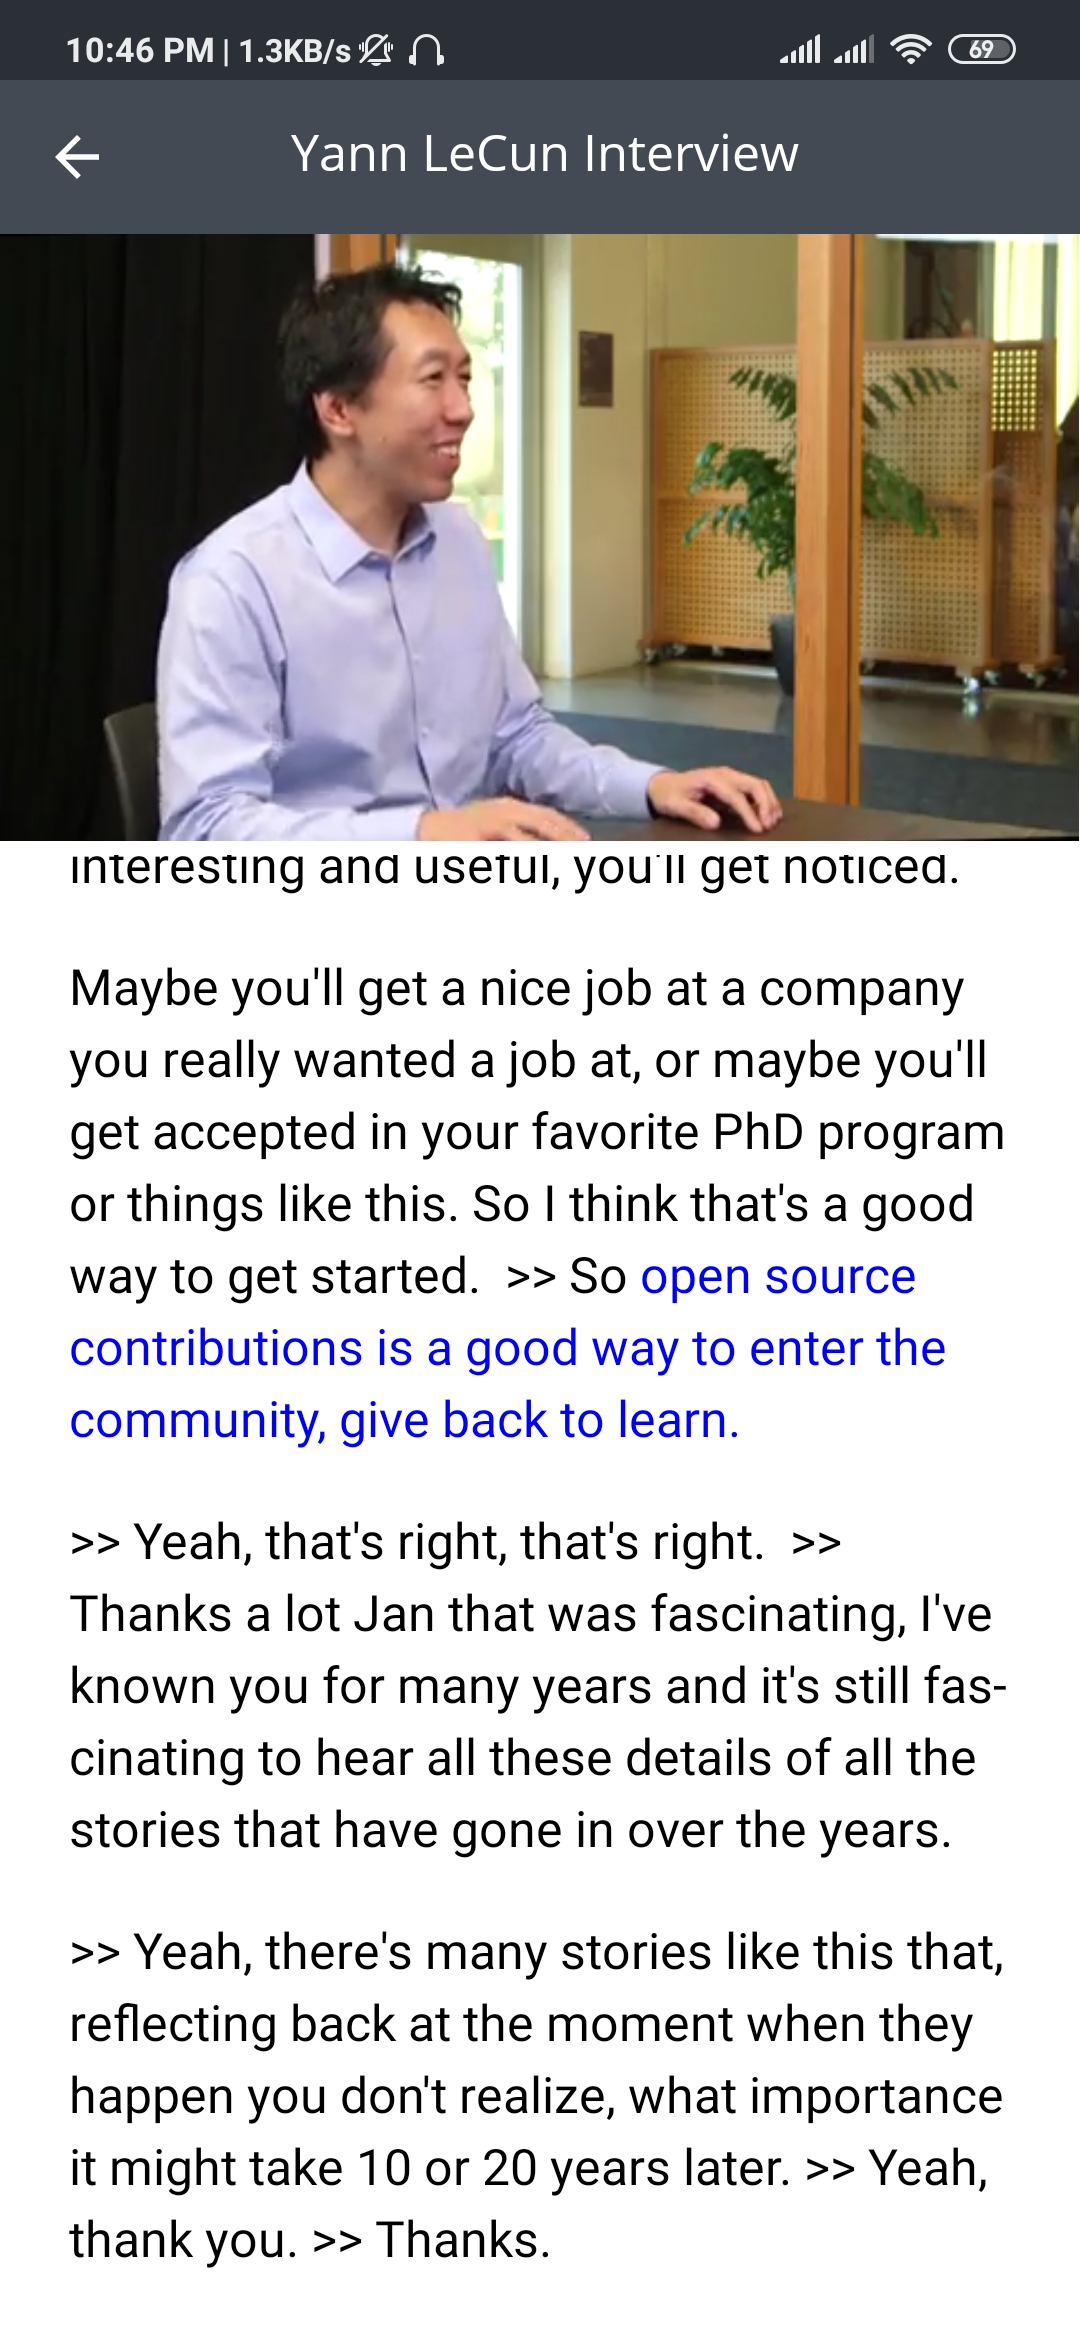 10:46 PM | 1.3KB/s
69
Yann LeCun Interview
interesting and useful, you'll get noticed.
Maybe you'll get a nice job at a company
you really wanted a job at, or maybe you'll
get accepted in your favorite PhD program
or things like this. So I think that's a good
way to get started.  >> So open source
contributions is a good way to enter the
community, give back to learn.
>> Yeah, that's right, that's right.  >>
Thanks a lot Jan that was fascinating, I've
known you for many years and it's still fas-
cinating to hear all these details of all the
stories that have gone in over the years.
>> Yeah, there's many stories like this that,
reflecting back at the moment when they
happen you don't realize, what importance
it might take 10 or 20 years later. >> Yeah,
thank you. >> Thanks.